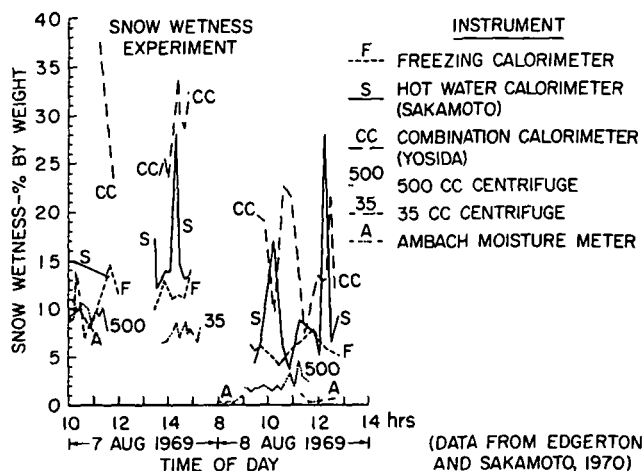 SNOW WETNESS
EXPERIMENT
INSTRUMENT
F
FREEZING CALORIMETER
S
HOT WATER CALORIMETER
(SAKAMOTO)
CC
COMBINATION CALORIMETER
(YOSIDA)
500
500 CC CENTRIFUGE
35
35 CC CENTRIFUGE
A
AMBACH MOISTURE METER
SNOW WETNESS-% BY WEIGHT
40
35
30
25
20
15
10
5
0
CC
CC
CC
S
S
S
F
500
A
35
CC
CC
S
S
F
500
A
A
10 12 14 8 10 12 14 hrs
7 AUG 1969 8 AUG 1969
TIME OF DAY
(DATA FROM EDGERTON
AND SAKAMOTO, 1970)